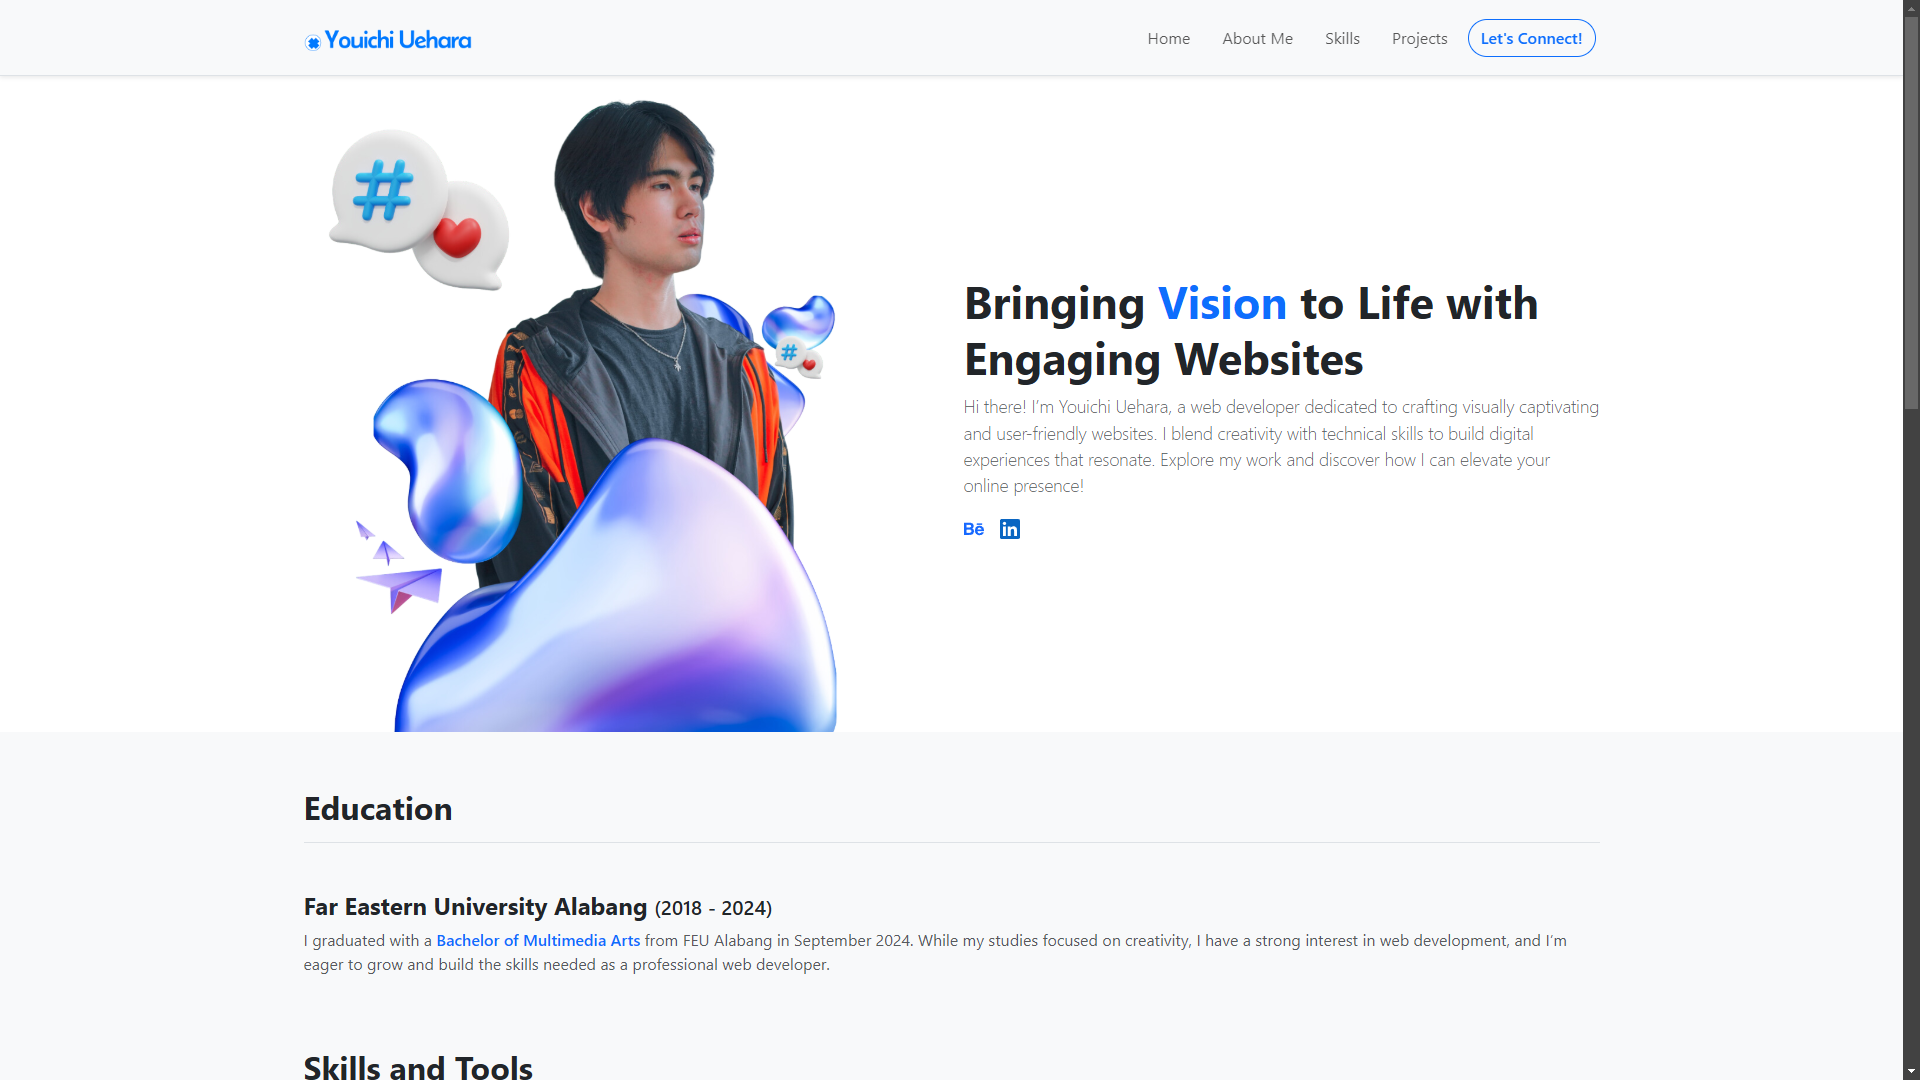 Youichi Uehara
Home
About Me
Skills
Projects
Let's Connect!
#
#
Bringing Vision to Life with
Engaging Websites
Hi there! I’m Youichi Uehara, a web developer dedicated to crafting visually captivating
and user-friendly websites. I blend creativity with technical skills to build digital
experiences that resonate. Explore my work and discover how I can elevate your
online presence!
Bē
in
Education
Far Eastern University Alabang (2018 - 2024)
I graduated with a Bachelor of Multimedia Arts from FEU Alabang in September 2024. While my studies focused on creativity, I have a strong interest in web development, and I’m
eager to grow and build the skills needed as a professional web developer.
Skills and Tools